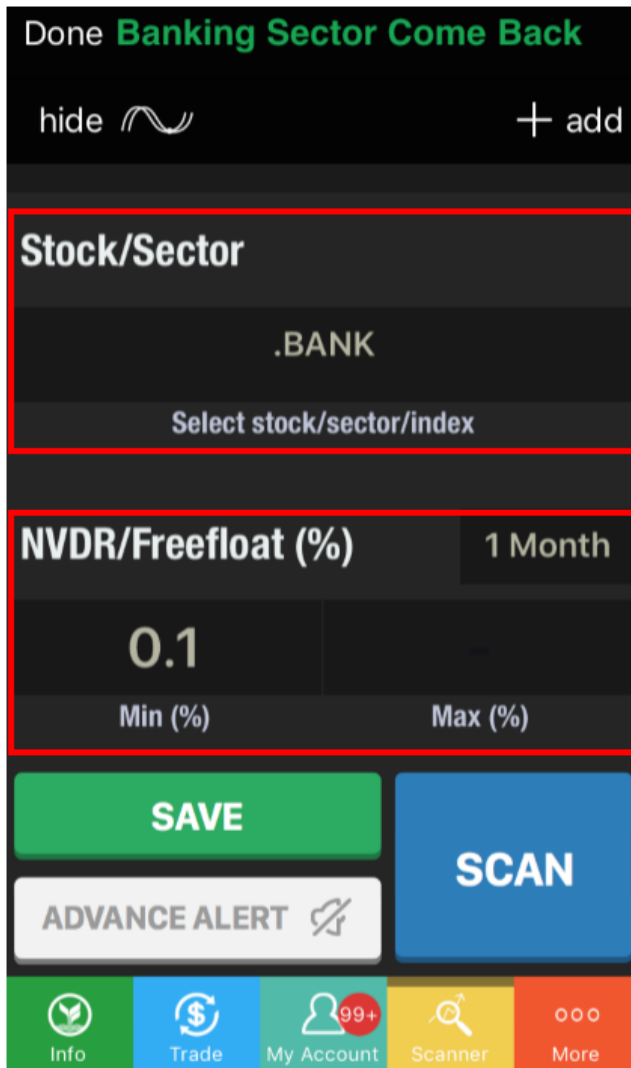 Done Banking Sector Come Back
hide + add
Stock/Sector
.BANK
Select stock/sector/index
NVDR/Freefloat (%) 1 Month
0.1 -
Min (%) Max (%)
SAVE
SCAN
ADVANCE ALERT
99+
Info Trade My Account Scanner More